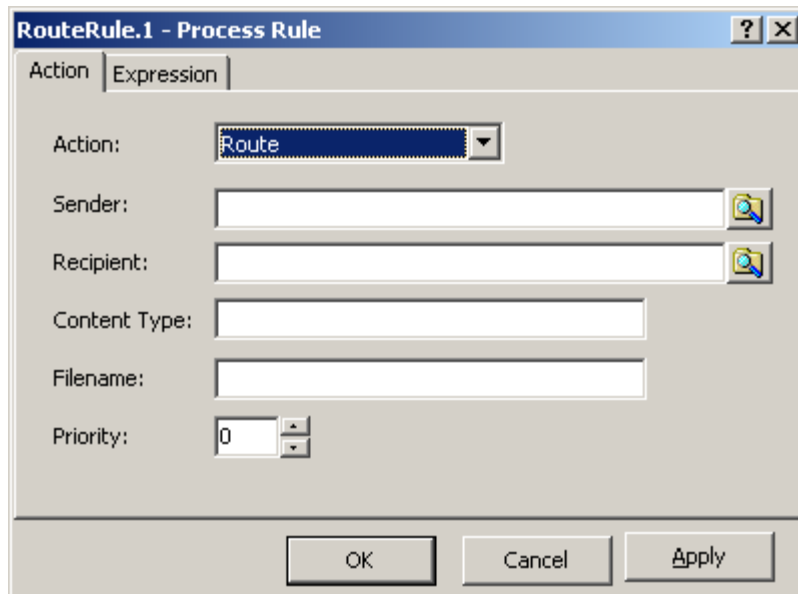 RouteRule.1 - Process Rule
Action Expression
Action: Route
Sender:
Recipient:
Content Type:
Filename:
Priority: 0
OK Cancel Apply